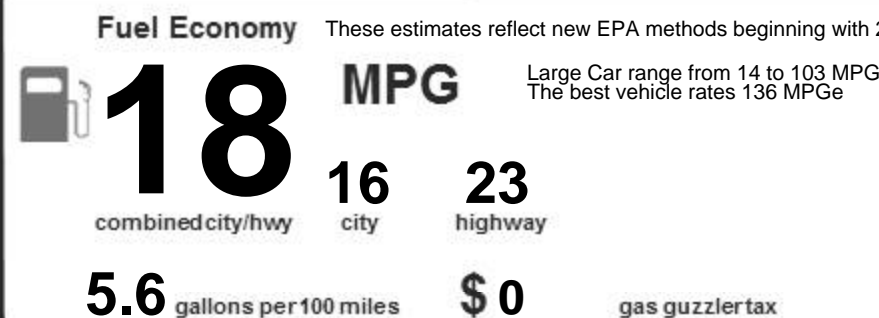 Fuel Economy These estimates reflect new EPA methods beginning with
18 MPG Large Car range from 14 to 103 MPG
The best vehicle rates 136 MPGe
16 23
combined city/hwy city highway
5.6 gallons per 100 miles $ 0 gas guzzler tax